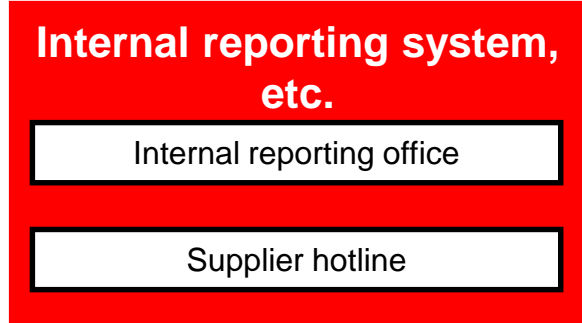 Internal reporting system,
etc.
Internal reporting office
Supplier hotline